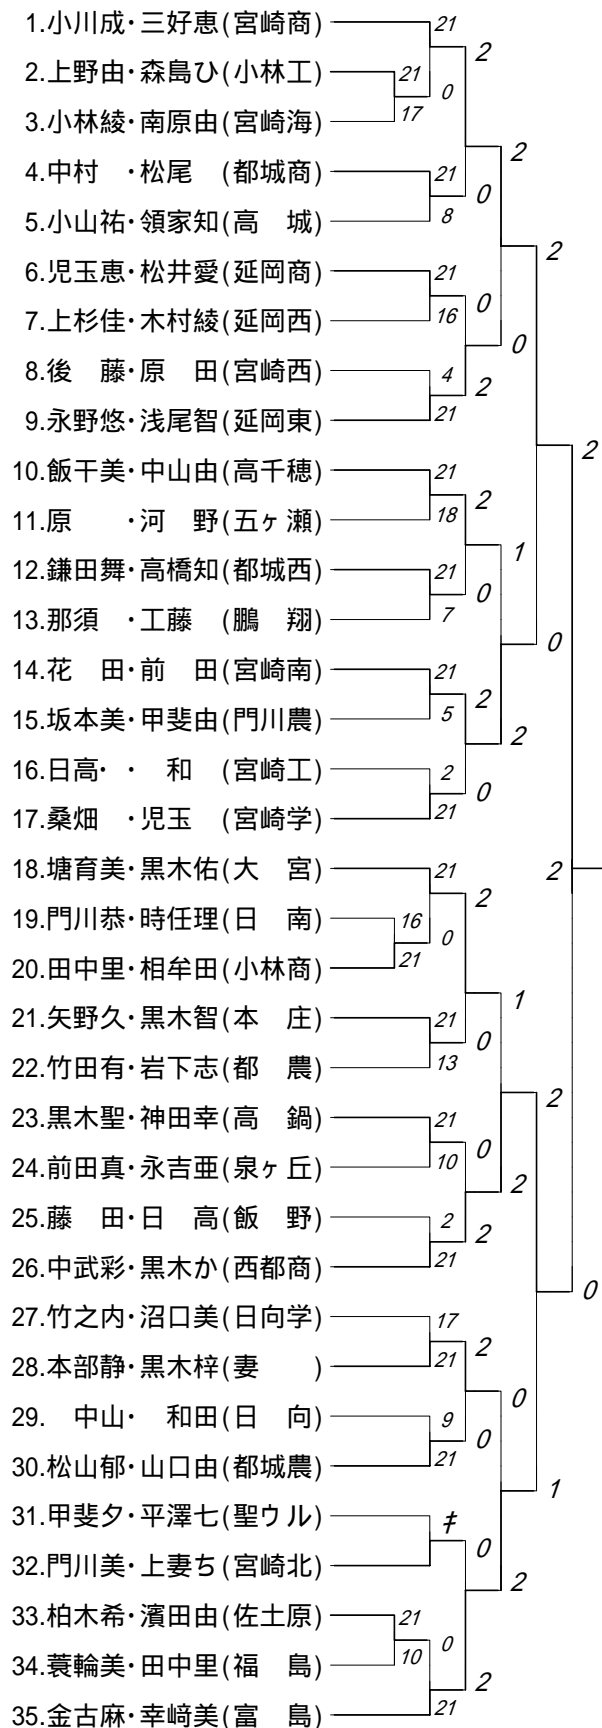 1.小川成・三好恵(宮崎商) 21
2
2.上野由・森島ひ(小林工) 21
0
3.小林綾・南原由(宮崎海) 17
2
4.中村　・松尾　(都城商) 21
0
5.小山祐・領家知(高　城) 8
2
6.児玉恵・松井愛(延岡商) 21
0
7.上杉佳・木村綾(延岡西) 16
0
8.後　藤・原　田(宮崎西) 4
2
9.永野悠・浅尾智(延岡東) 21
2
10.飯干美・中山由(高千穂) 21
2
11.原　　・河　野(五ヶ瀬) 18
1
12.鎌田舞・高橋知(都城西) 21
0
13.那須　・工藤　(鵬　翔) 7
0
14.花　田・前　田(宮崎南) 21
2
15.坂本美・甲斐由(門川農) 5
2
16.日高・・　和　(宮崎工) 2
0
17.桑畑　・児玉　(宮崎学) 21
2
18.塘育美・黒木佑(大　宮) 21
2
19.門川恭・時任理(日　南) 16
0
20.田中里・相牟田(小林商) 21
1
21.矢野久・黒木智(本　庄) 21
0
22.竹田有・岩下志(都　農) 13
2
23.黒木聖・神田幸(高　鍋) 21
0
24.前田真・永吉亜(泉ヶ丘) 10
2
25.藤　田・日　高(飯　野) 2
2
26.中武彩・黒木か(西都商) 21
0
27.竹之内・沼口美(日向学) 17
2
28.本部静・黒木梓(妻　　) 21
0
29.　中山・　和田(日　向) 9
0
30.松山郁・山口由(都城農) 21
1
31.甲斐夕・平澤七(聖ウル) キ
0
32.門川美・上妻ち(宮崎北)
2
33.柏木希・濱田由(佐土原) 21
0
34.蓑輪美・田中里(福　島) 10
2
35.金古麻・幸﨑美(富　島) 21